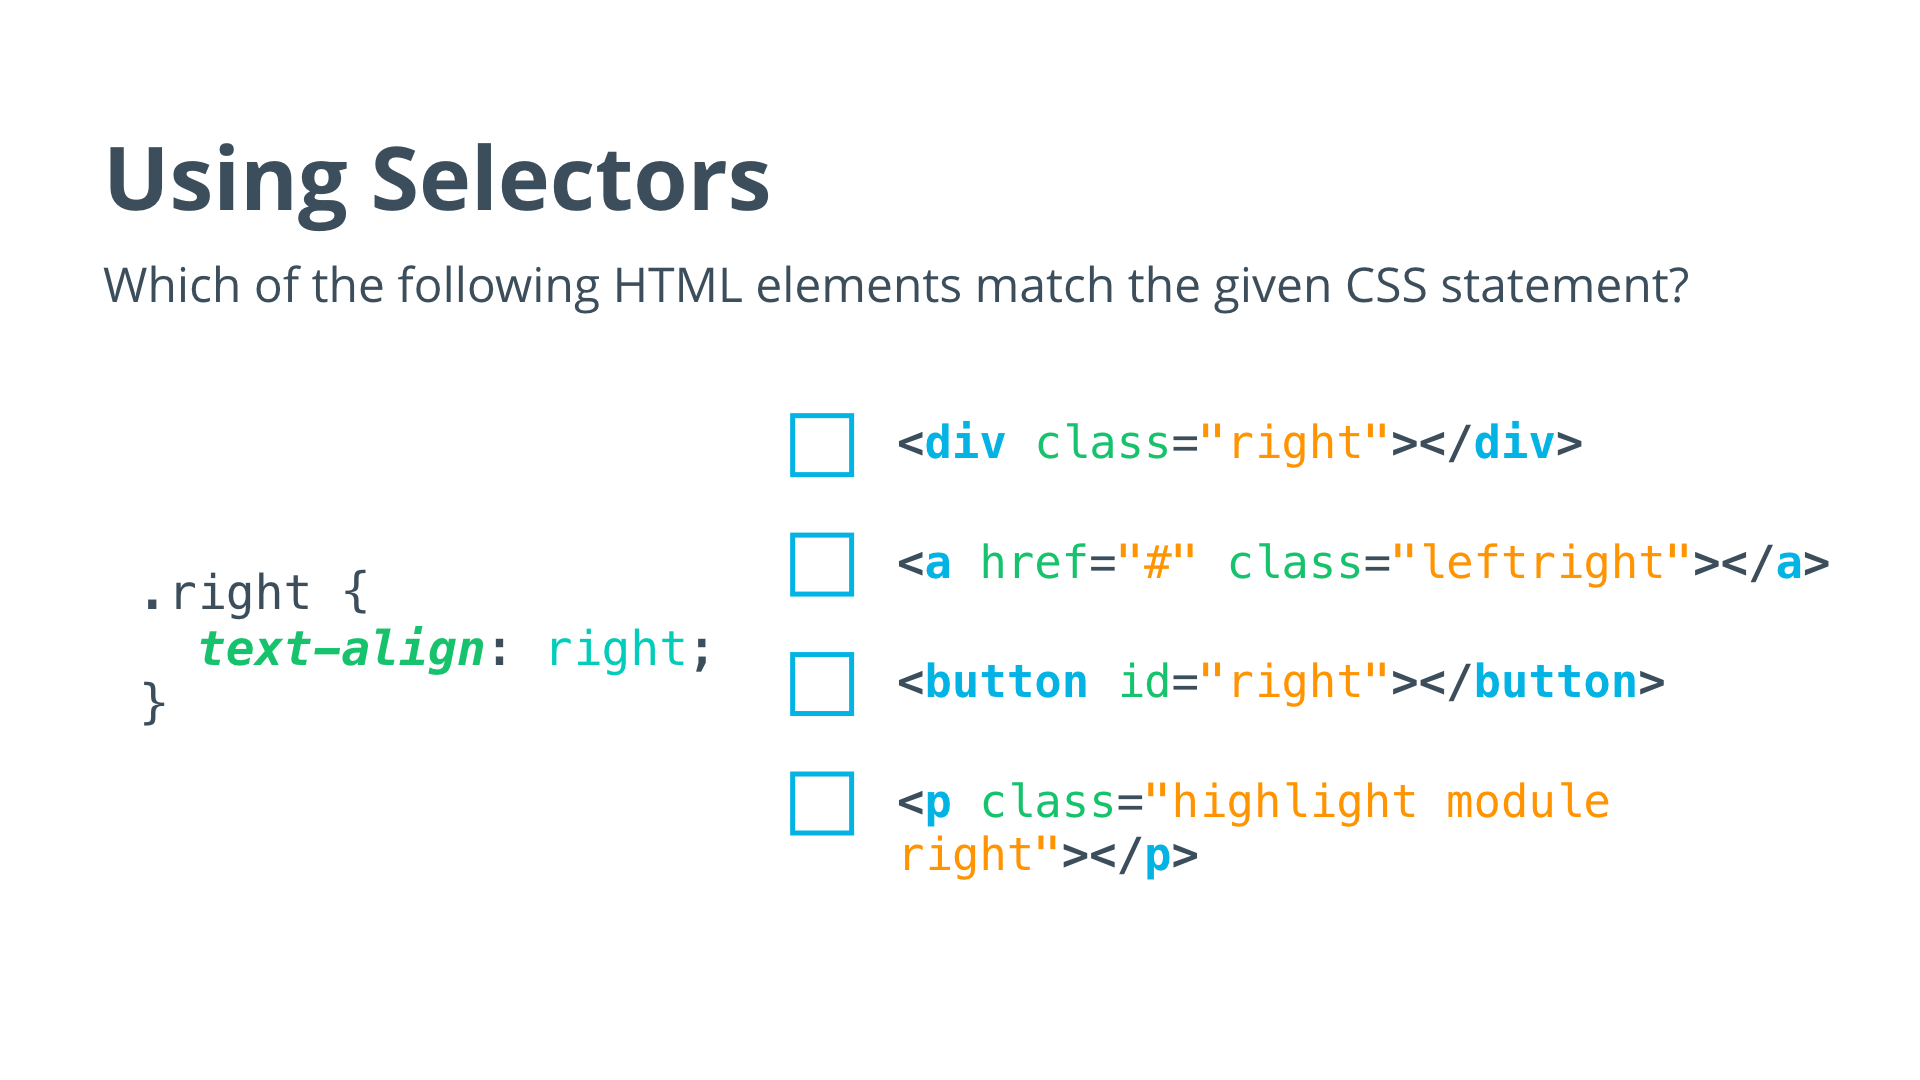 Using Selectors
Which of the following HTML elements match the given CSS statement?
.right {
  text-align: right;
}
<div class="right"></div>
<a href="#" class="leftright"></a>
<button id="right"></button>
<p class="highlight module
right"></p>